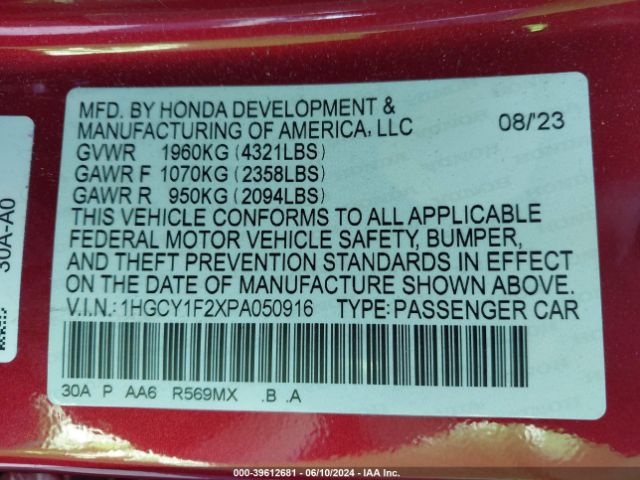 MFD. BY HONDA DEVELOPMENT &
MANUFACTURING OF AMERICA, LLC 08/'23
GVWR 1960KG (4321LBS)
GAWR F 1070KG (2358LBS)
GAWR R 950KG (2094LBS)
THIS VEHICLE CONFORMS TO ALL APPLICABLE
FEDERAL MOTOR VEHICLE SAFETY, BUMPER,
AND THEFT PREVENTION STANDARDS IN EFFECT
ON THE DATE OF MANUFACTURE SHOWN ABOVE.
V.I.N.: 1HGCY1F2XPA050916 TYPE: PASSENGER CAR
30A P AA6 R569MX .B .A
30A-A0
000-39612681 - 06/10/2024 - IAA Inc.